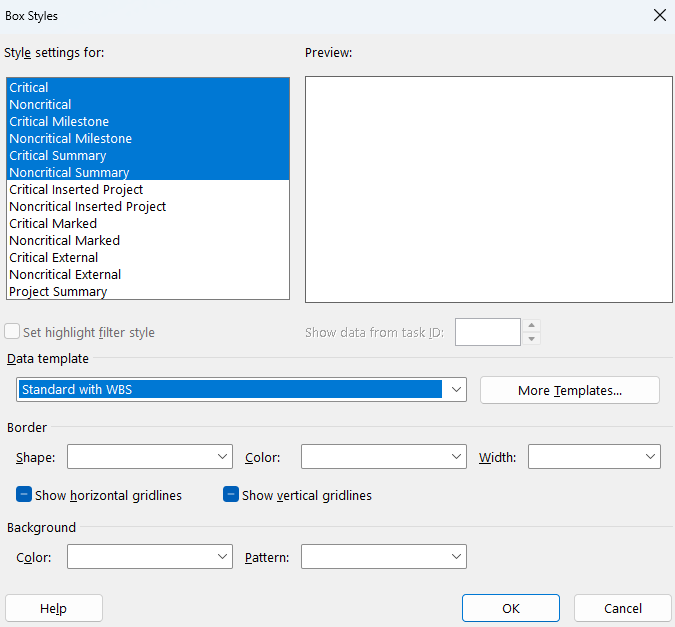 Box Styles
Style settings for:
Preview:
Critical
Noncritical
Critical Milestone
Noncritical Milestone
Critical Summary
Noncritical Summary
Critical Inserted Project
Noncritical Inserted Project
Critical Marked
Noncritical Marked
Critical External
Noncritical External
Project Summary
Set highlight filter style
Show data from task ID:
Data template
Standard with WBS
More Templates...
Border
Shape:
Color:
Width:
Show horizontal gridlines
Show vertical gridlines
Background
Color:
Pattern:
Help
OK
Cancel